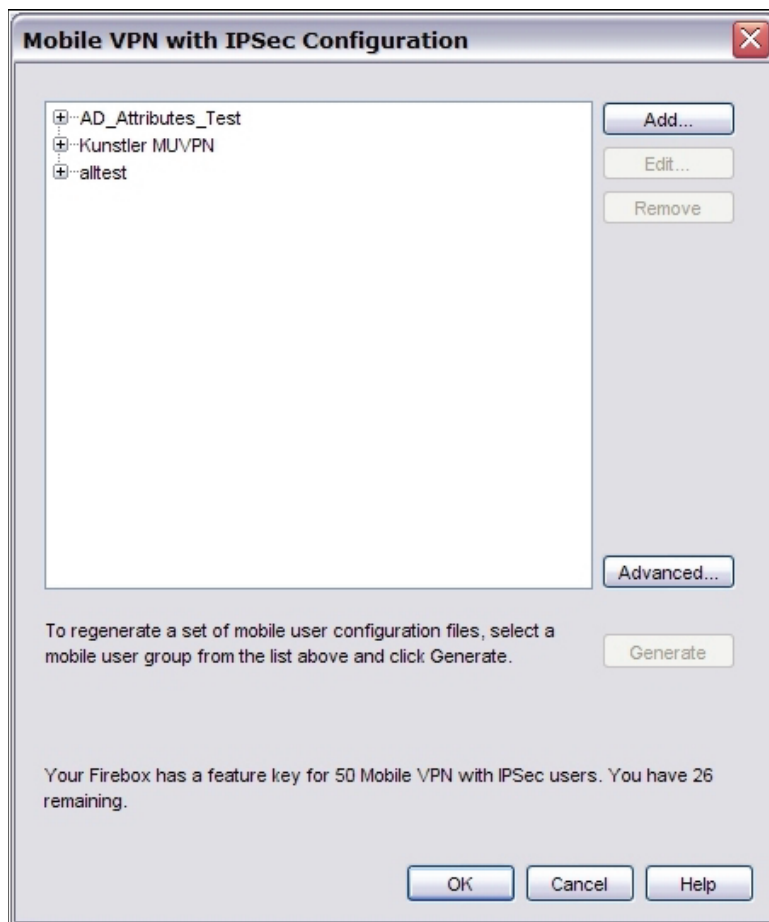 Mobile VPN with IPSec Configuration
AD_Attributes_Test
Kunstler MUVPN
alltest
Add...
Edit...
Remove
Advanced...
To regenerate a set of mobile user configuration files, select a
mobile user group from the list above and click Generate.
Generate
Your Firebox has a feature key for 50 Mobile VPN with IPSec users. You have 26
remaining.
OK
Cancel
Help